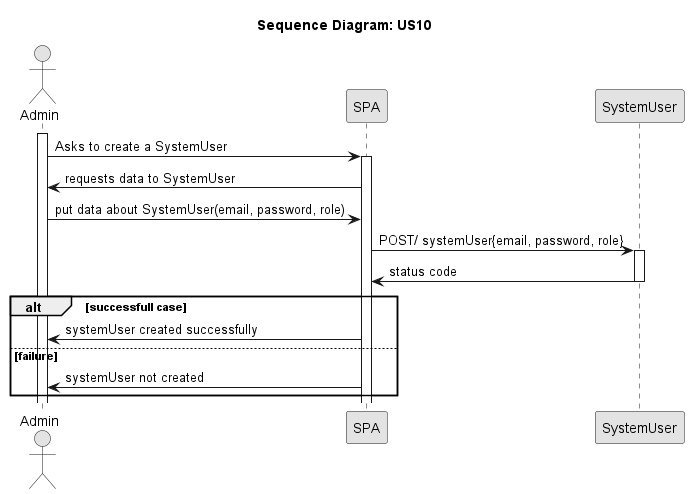 Sequence Diagram: US10
Admin
SPA
SystemUser
Asks to create a SystemUser
requests data to SystemUser
put data about SystemUser(email, password, role)
POST/ systemUser{email, password, role}
status code
alt [successfull case]
systemUser created successfully
[failure]
systemUser not created
Admin
SPA
SystemUser